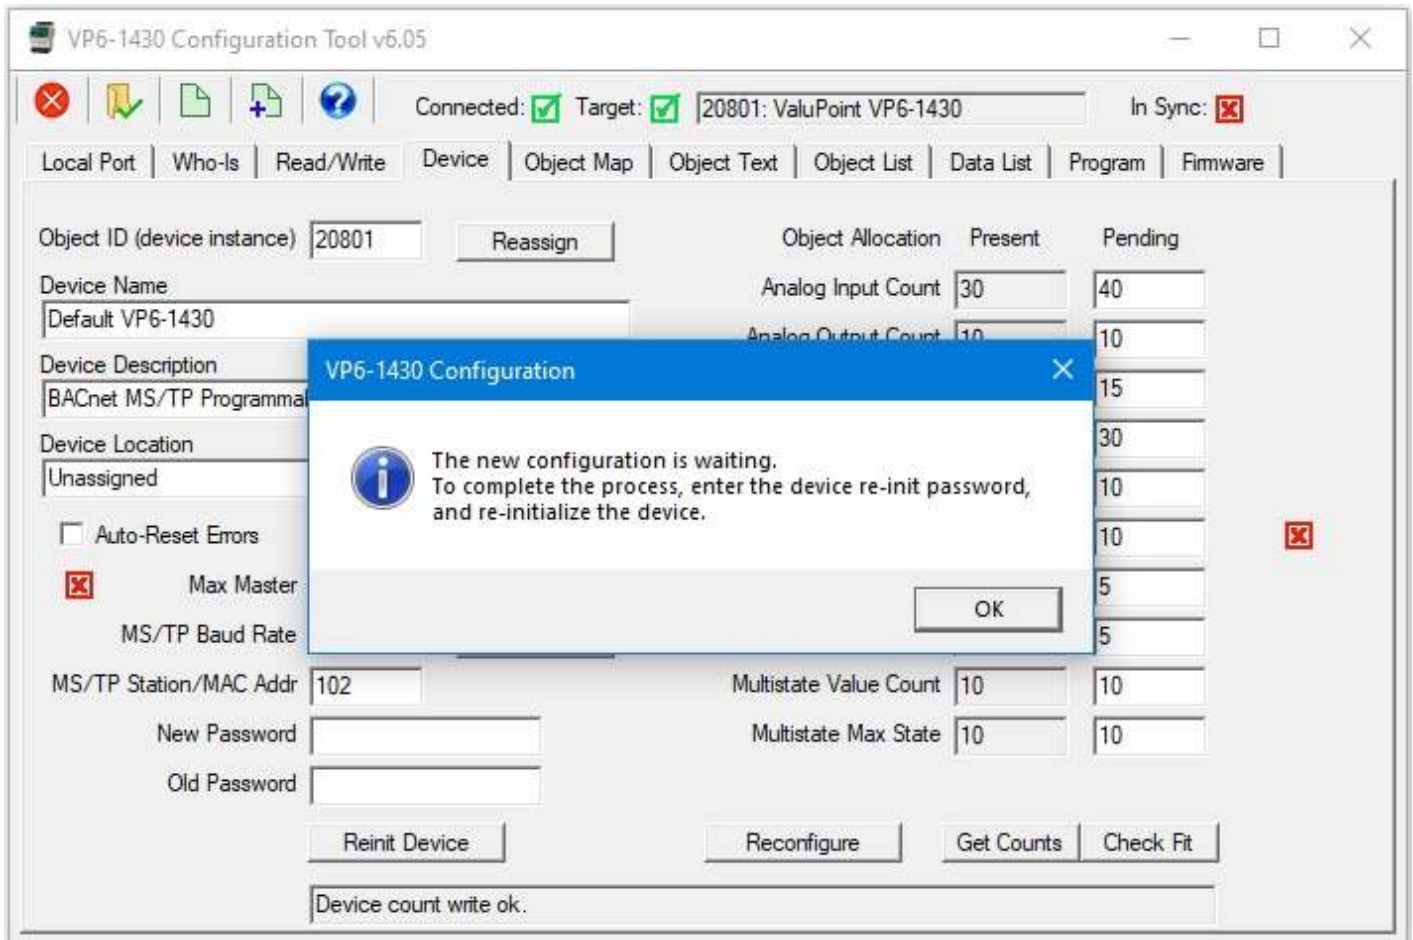 VP6-1430 Configuration Tool v6.05
Connected: Target: 20801: ValuPoint VP6-1430 In Sync:
Local Port Who-Is Read/Write Device Object Map Object Text Object List Data List Program Firmware
Object ID (device instance) 20801 Reassign Object Allocation Present Pending
Device Name Analog Input Count 30 40
Default VP6-1430
Analog Output Count 10 10
Device Description
VP6-1430 Configuration
BACnet MS/TP 15
Device Location 30
Unassigned 10
The new configuration is waiting.
To complete the process, enter the device re-init password,
and re-initialize the device.
Auto-Reset Errors 10
Max Master 5
OK
MS/TP Baud Rate 5
MS/TP Station/MAC Addr 102 Multistate Value Count 10 10
New Password Multistate Max State 10 10
Old Password
Reinit Device Reconfigure Get Counts Check Fit
Device count write ok.